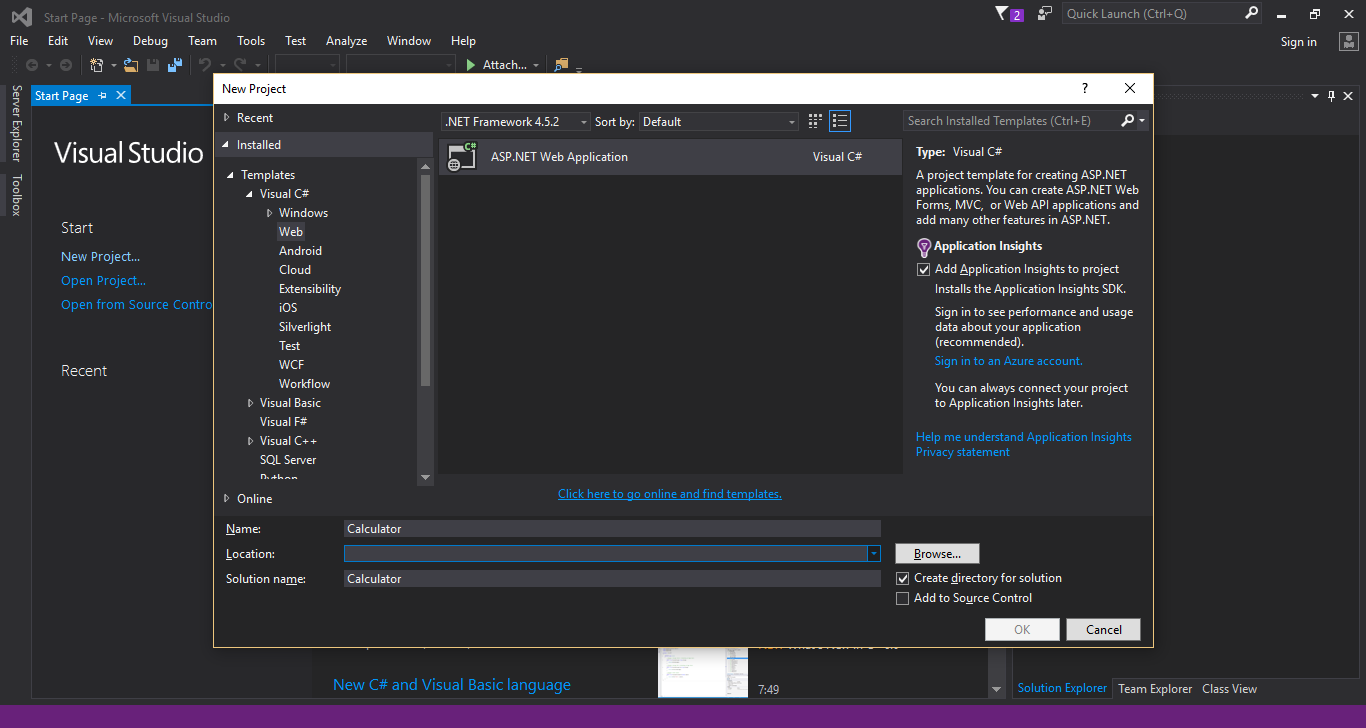 Start Page - Microsoft Visual Studio
2
Quick Launch (Ctrl+Q)
File Edit View Debug Team Tools Test Analyze Window Help
Sign in
Attach...
Server Explorer
Toolbox
Start Page
Visual Studio
Start
New Project...
Open Project...
Open from Source Contro
Recent
New Project
?
Recent
Installed
Templates
Visual C#
Windows
Web
Android
Cloud
Extensibility
iOS
Silverlight
Test
WCF
Workflow
Visual Basic
Visual F#
Visual C++
SQL Server
Python
Online
.NET Framework 4.5.2 Sort by: Default
ASP.NET Web Application Visual C#
Click here to go online and find templates.
Search Installed Templates (Ctrl+E)
Type: Visual C#
A project template for creating ASP.NET
applications. You can create ASP.NET Web
Forms, MVC, or Web API applications and
add many other features in ASP.NET.
Application Insights
Add Application Insights to project
Installs the Application Insights SDK.
Sign in to see performance and usage
data about your application
(recommended).
Sign in to an Azure account.
You can always connect your project
to Application Insights later.
Help me understand Application Insights
Privacy statement
Name: Calculator
Location:
Browse...
Solution name: Calculator
Create directory for solution
Add to Source Control
OK Cancel
New C# and Visual Basic language
7:49
Solution Explorer Team Explorer Class View